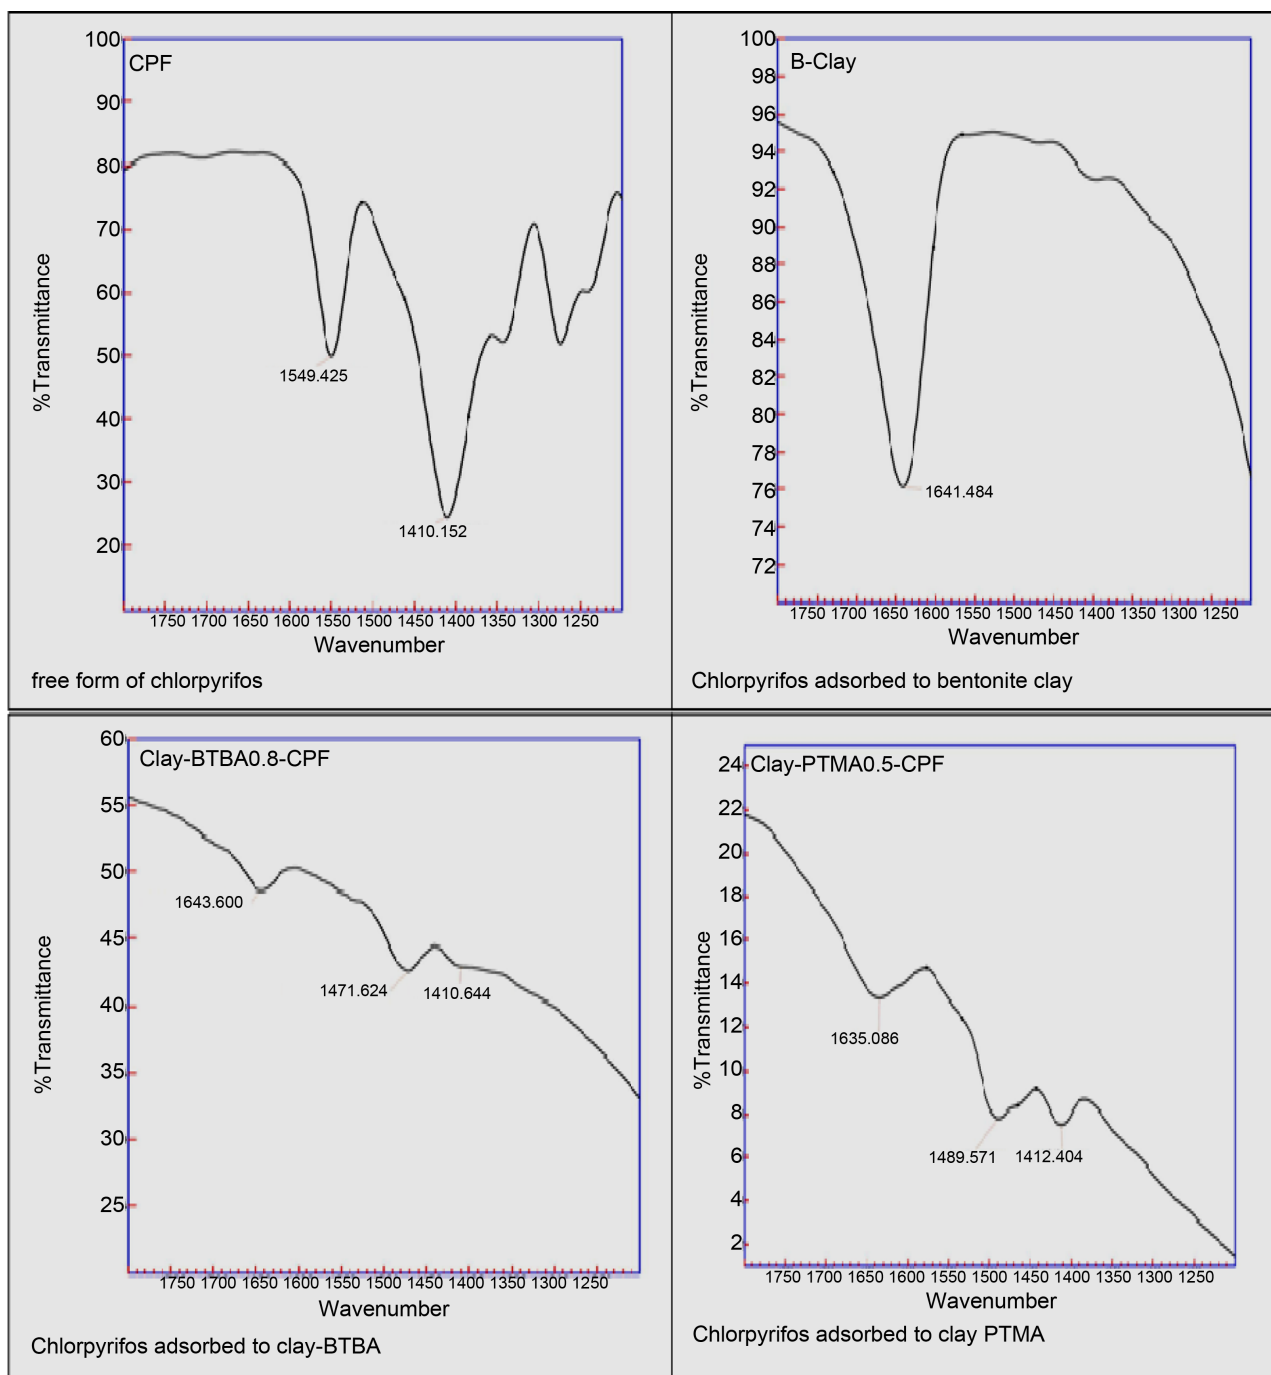 CPF
100
90
80
70
60
50
40
30
20
%Transmittance
1549.425
1410.152
1750 1700 1650 1600 1550 1500 1450 1400 1350 1300 1250
Wavenumber
free form of chlorpyrifos
B-Clay
100
98
96
94
92
90
88
86
84
82
80
78
76
74
72
%Transmittance
1641.484
1750 1700 1650 1600 1550 1500 1450 1400 1350 1300 1250
Wavenumber
Chlorpyrifos adsorbed to bentonite clay
Clay-BTBA0.8-CPF
60
55
50
45
40
35
30
25
%Transmittance
1643.600
1471.624
1410.644
1750 1700 1650 1600 1550 1500 1450 1400 1350 1300 1250
Wavenumber
Chlorpyrifos adsorbed to clay-BTBA
Clay-PTMA0.5-CPF
24
22
20
18
16
14
12
10
8
6
4
2
%Transmittance
1635.086
1489.571
1412.404
1750 1700 1650 1600 1550 1500 1450 1400 1350 1300 1250
Wavenumber
Chlorpyrifos adsorbed to clay PTMA